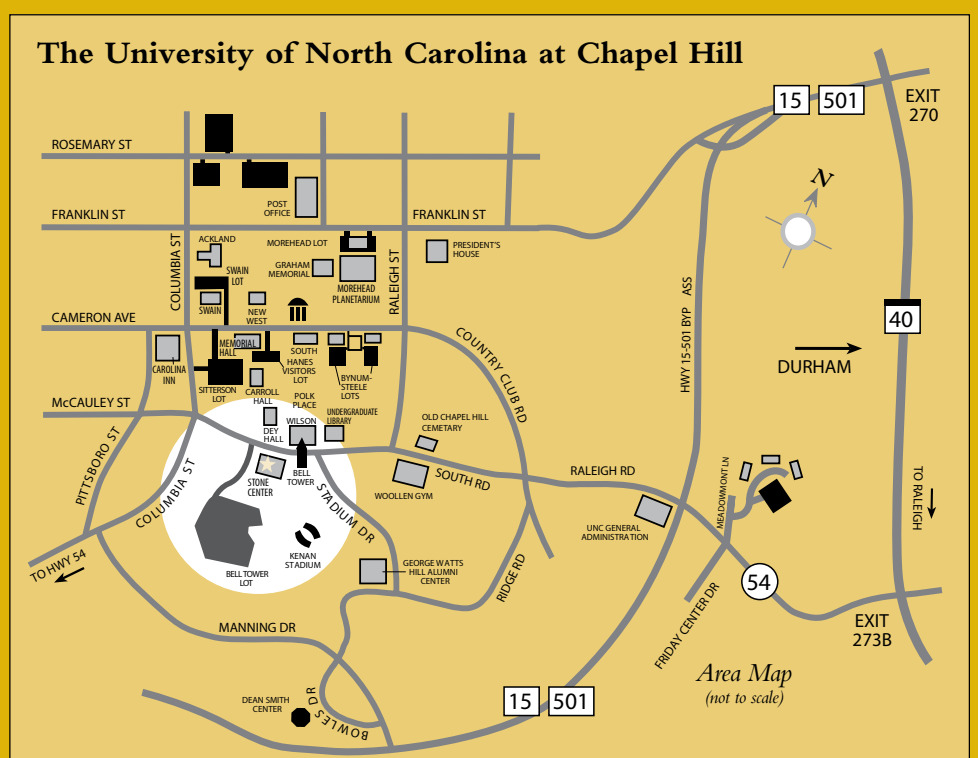 The University of North Carolina at Chapel Hill
15 501
EXIT
270
ROSEMARY ST
POST
OFFICE
FRANKLIN ST
FRANKLIN ST
N
COLUMBIA ST
ACKLAND
MOREHEAD LOT
PRESIDENT'S
HOUSE
SWAIN
LOT
GRAHAM
MEMORIAL
MOREHEAD
PLANETARIUM
RALEIGH ST
SWAIN
NEW
WEST
HWY 15-501 BYP ASS
40
CAMERON AVE
COUNTRY CLUB RD
DURHAM
MEMORIAL
HALL
SOUTH
CAROLINA
INN
HANES
VISITORS
LOT
BYNUM-
STEELE
LOTS
SITTERSON
LOT
CARROLL
HALL
POLK
PLACE
McCAULEY ST
DEY
HALL
WILSON
UNDERGRADUATE
LIBRARY
OLD CHAPEL HILL
CEMETARY
PITTSBORO ST
COLUMBIA ST
STONE
CENTER
BELL
TOWER
STADIUM DR
WOOLLEN GYM
SOUTH RD
RALEIGH RD
MEADOWMONT LN
TO RALEIGH
UNC GENERAL
ADMINISTRATION
KENAN
STADIUM
TO HWY 54
BELL TOWER
LOT
GEORGE WATTS
HILL ALUMNI
CENTER
RIDGE RD
54
FRIDAY CENTER DR
EXIT
273B
MANNING DR
Area Map
(not to scale)
DEAN SMITH
CENTER
BOWLES DR
15 501